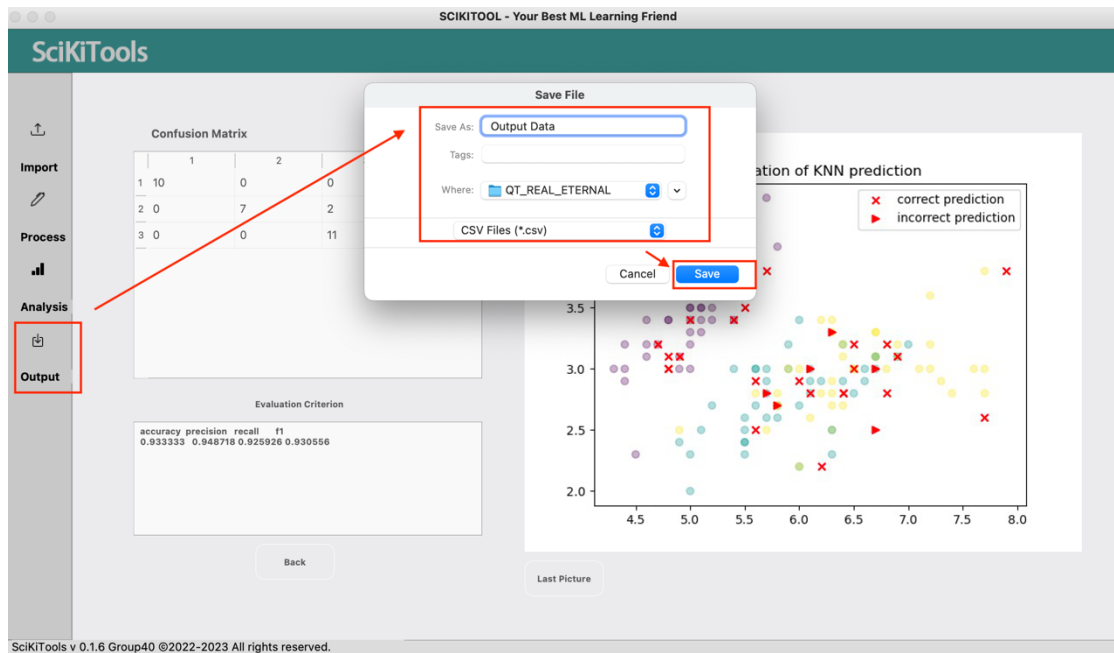 SCIKITOOL - Your Best ML Learning Friend
SciKiTools
Import
Process
Analysis
Output
Confusion Matrix
1 2
1 10 0 0
2 0 7 2
3 0 0 11
Evaluation Criterion
accuracy precision recall f1
0.933333 0.948718 0.925926 0.930556
Back
Save File
Save As: Output Data
Tags:
Where: QT_REAL_ETERNAL
CSV Files (*.csv)
Cancel Save
ation of KNN prediction
correct prediction
incorrect prediction
3.5
3.0
2.5
2.0
4.5 5.0 5.5 6.0 6.5 7.0 7.5 8.0
Last Picture
SciKiTools v 0.1.6 Group40 ©2022-2023 All rights reserved.